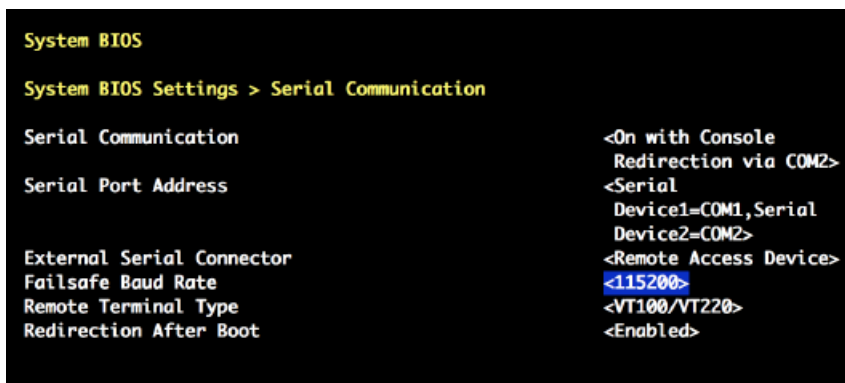 System BIOS
System BIOS Settings > Serial Communication
Serial Communication <On with Console
Redirection via COM2>
Serial Port Address <Serial
Device1=COM1,Serial
Device2=COM2>
External Serial Connector <Remote Access Device>
Failsafe Baud Rate <115200>
Remote Terminal Type <VT100/VT220>
Redirection After Boot <Enabled>